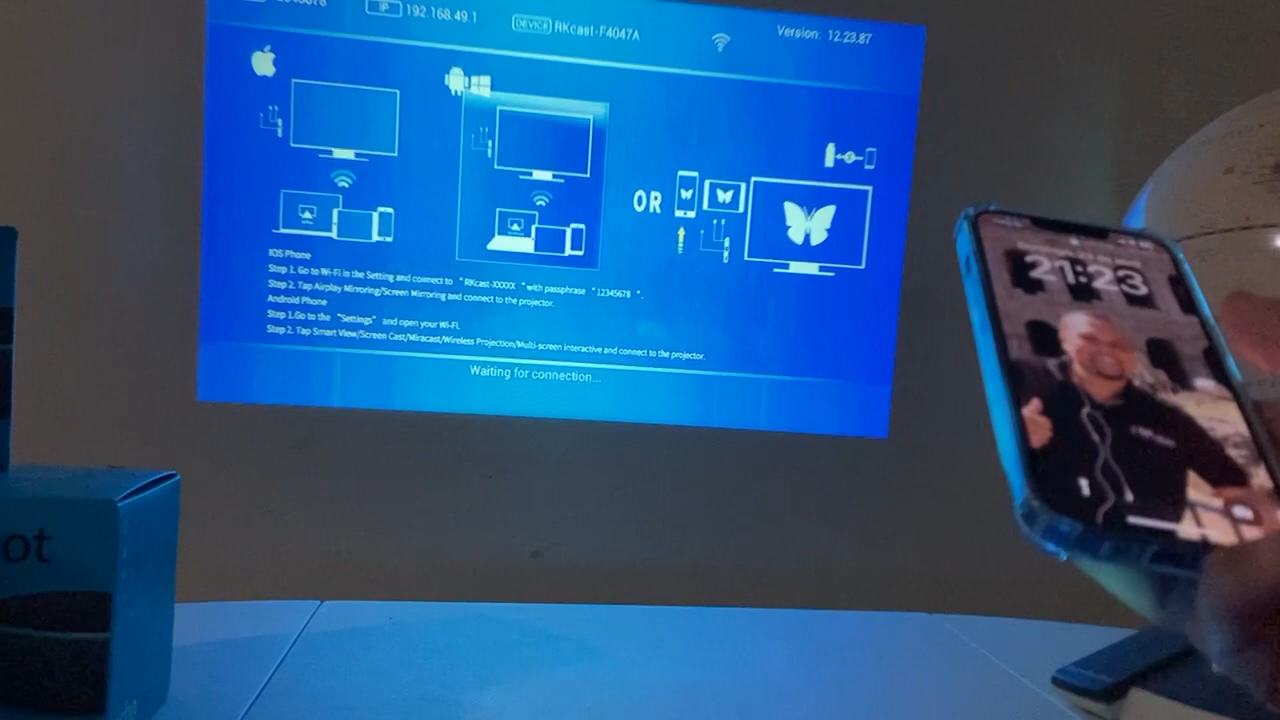 IP 192.168.49.1
DEVICE RKcast-F4047A
Version: 12.23.87
OR
IOS Phone
Step 1. Go to Wi-Fi in the Setting and connect to "RKcast-XXXXX" with passphrase "12345678".
Step 2. Tap Airplay Mirroring/Screen Mirroring and connect to the projector.
Android Phone
Step 1.Go to the "Settings" and open your Wi-Fi.
Step 2. Tap Smart View/Screen Cast/Miracast/Wireless Projection/Multi-screen interactive and connect to the projector.
Waiting for connection...
21:23
ot